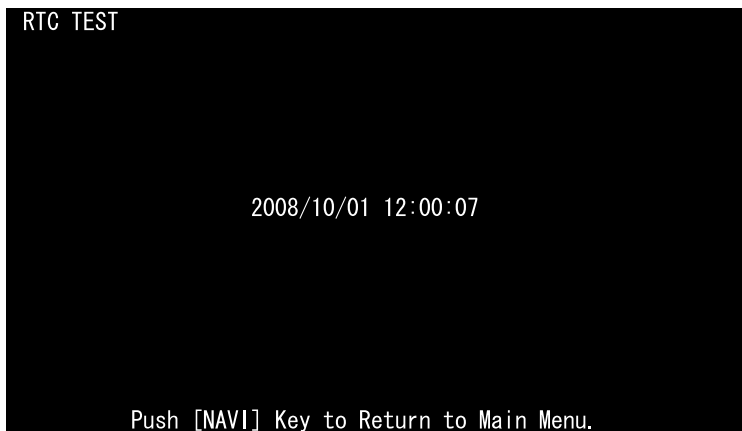 RTC TEST
2008/10/01 12:00:07
Push [NAVI] Key to Return to Main Menu.